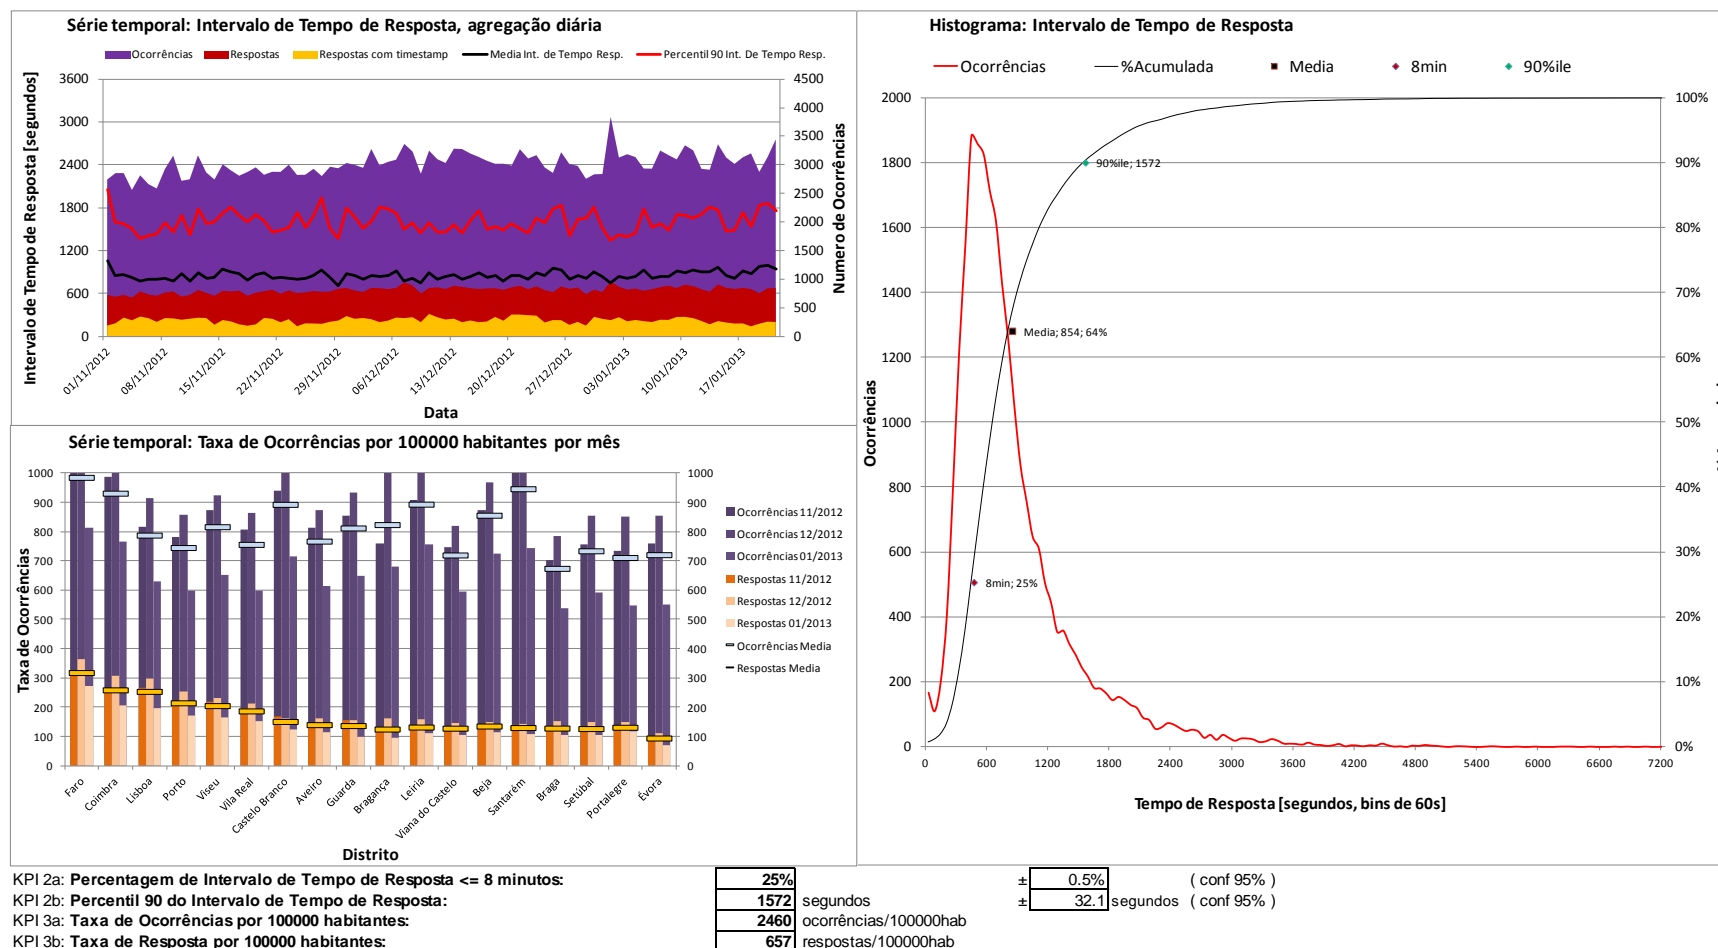 Série temporal: Intervalo de Tempo de Resposta, agregação diária
Ocorrências Respostas Respostas com timestamp Media Int. de Tempo Resp. Percentil 90 Int. De Tempo Resp.
Intervalo de Tempo de Resposta [segundos]
3600
3000
2400
1800
1200
600
0
4500
4000
3500
3000
2500
2000
1500
1000
500
0
Numero de Ocorrências
01/11/2012 08/11/2012 15/11/2012 22/11/2012 29/11/2012 06/12/2012 13/12/2012 20/12/2012 27/12/2012 03/01/2013 10/01/2013 17/01/2013
Data
Série temporal: Taxa de Ocorrências por 100000 habitantes por mês
Taxa de Ocorrências
1000
900
800
700
600
500
400
300
200
100
0
1000
900
800
700
600
500
400
300
200
100
0
Ocorrências 11/2012
Ocorrências 12/2012
Ocorrências 01/2013
Respostas 11/2012
Respostas 12/2012
Respostas 01/2013
Ocorrências Media
Respostas Media
Faro Coimbra Lisboa Porto Viseu Vila Real Castelo Branco Aveiro Guarda Bragança Leiria Viana do Castelo Beja Santarém Braga Setúbal Portalegre Évora
Distrito
Histograma: Intervalo de Tempo de Resposta
Ocorrências %Acumulada Media 8min 90%ile
Ocorrências
2000
1800
1600
1400
1200
1000
800
600
400
200
0
100%
90%
80%
70%
60%
50%
40%
30%
20%
10%
0%
90%ile; 1572
Media; 854; 64%
8min; 25%
0 600 1200 1800 2400 3000 3600 4200 4800 5400 6000 6600 7200
Tempo de Resposta [segundos, bins de 60s]
KPI 2a: Percentagem de Intervalo de Tempo de Resposta <= 8 minutos: 25% ± 0.5% ( conf 95% )
KPI 2b: Percentil 90 do Intervalo de Tempo de Resposta: 1572 segundos ± 32.1 segundos ( conf 95% )
KPI 3a: Taxa de Ocorrências por 100000 habitantes: 2460 ocorrências/100000hab
KPI 3b: Taxa de Resposta por 100000 habitantes: 657 respostas/100000hab